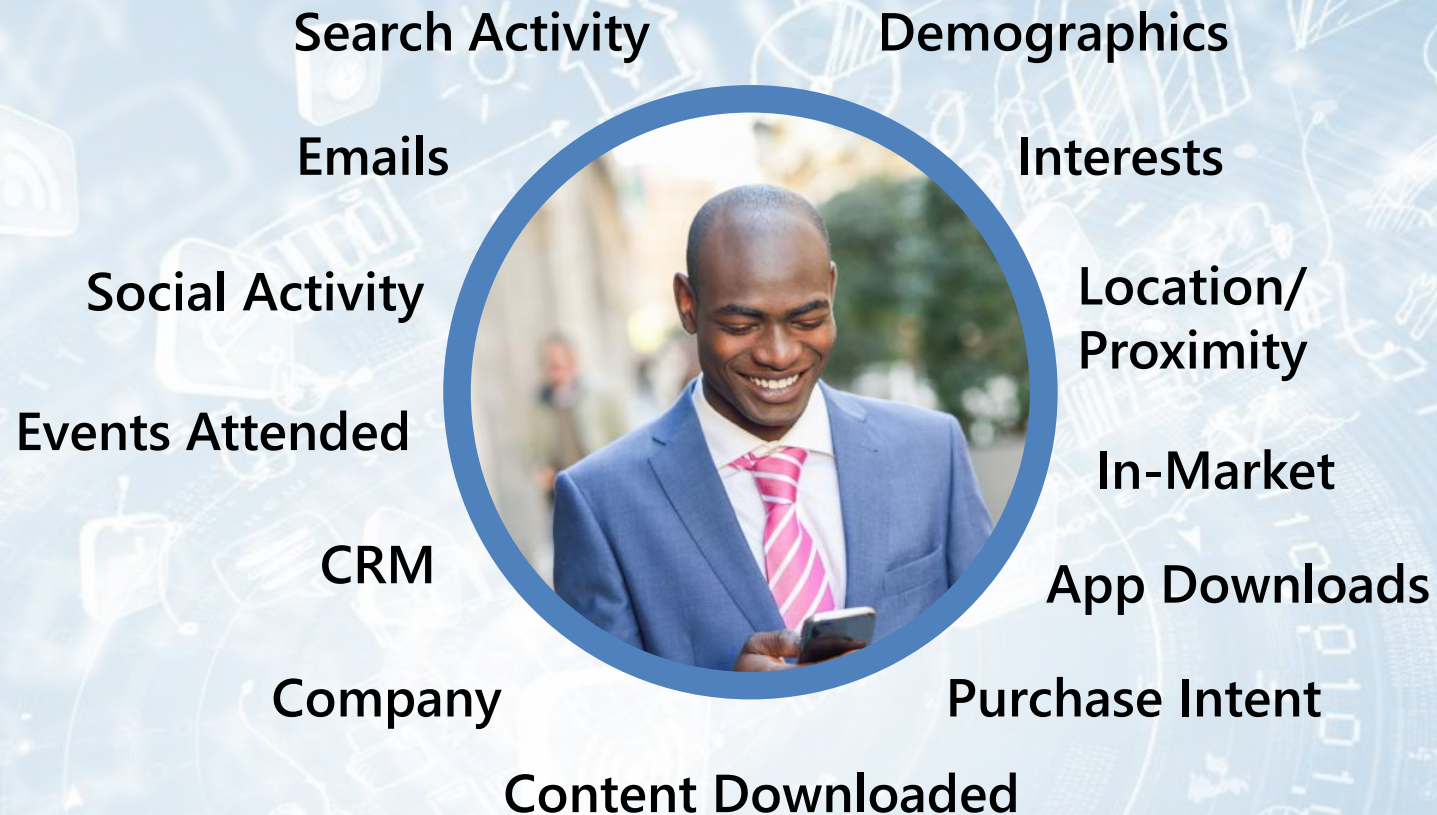 Search Activity
Demographics
Emails
Interests
Social Activity
Location/
Proximity
Events Attended
In-Market
CRM
App Downloads
Company
Purchase Intent
Content Downloaded